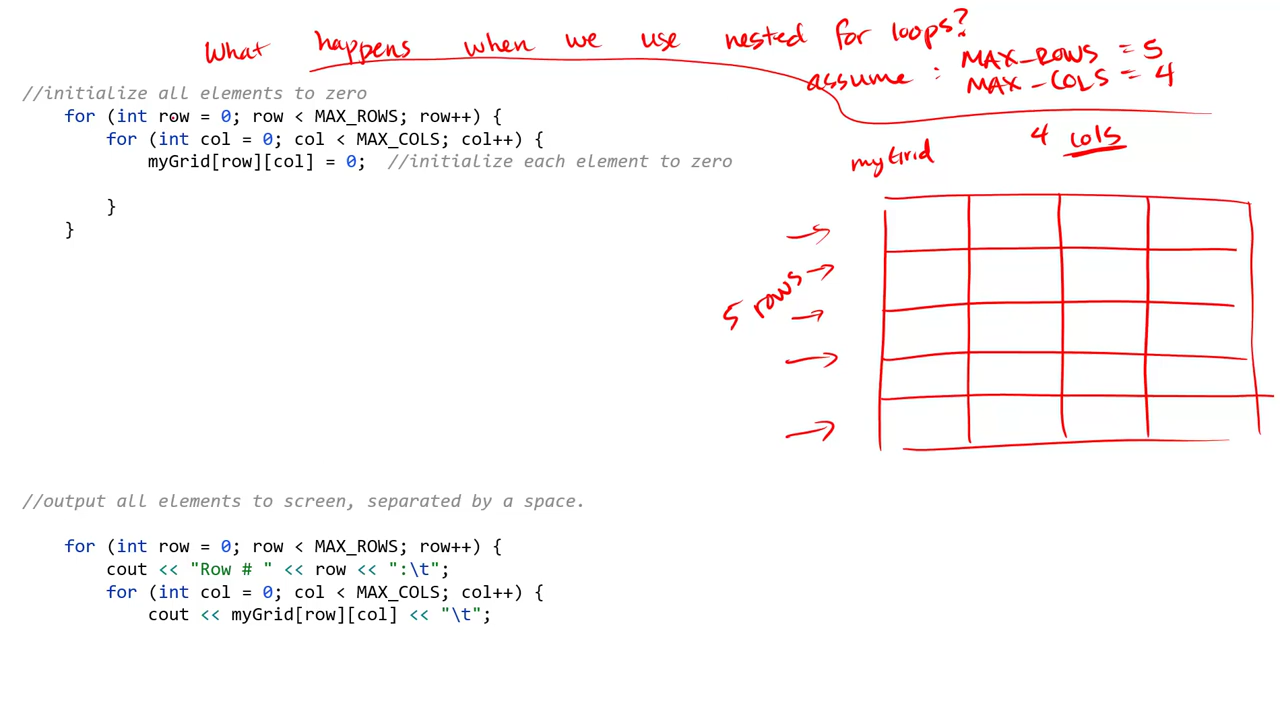 What happens when we use nested for loops?
assume : MAX_ROWS = 5
MAX_COLS = 4
//initialize all elements to zero
for (int row = 0; row < MAX_ROWS; row++) {
for (int col = 0; col < MAX_COLS; col++) {
myGrid[row][col] = 0;  //initialize each element to zero
}
}
myGrid
4 cols
5 rows
//output all elements to screen, separated by a space.
for (int row = 0; row < MAX_ROWS; row++) {
cout << "Row # " << row << ":\t";
for (int col = 0; col < MAX_COLS; col++) {
cout << myGrid[row][col] << "\t";